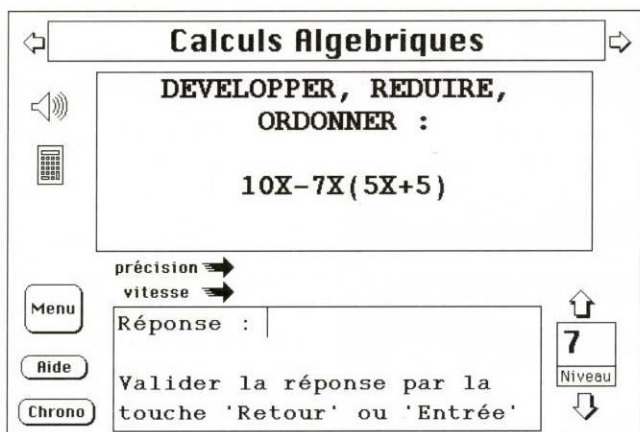 Calculs Algebriques
DEVELOPPER, REDUIRE,
ORDONNER :
10X-7X(5X+5)
précision
vitesse
Menu
Réponse :
7
Niveau
Aide
Valider la réponse par la
Chrono
touche 'Retour' ou 'Entrée'